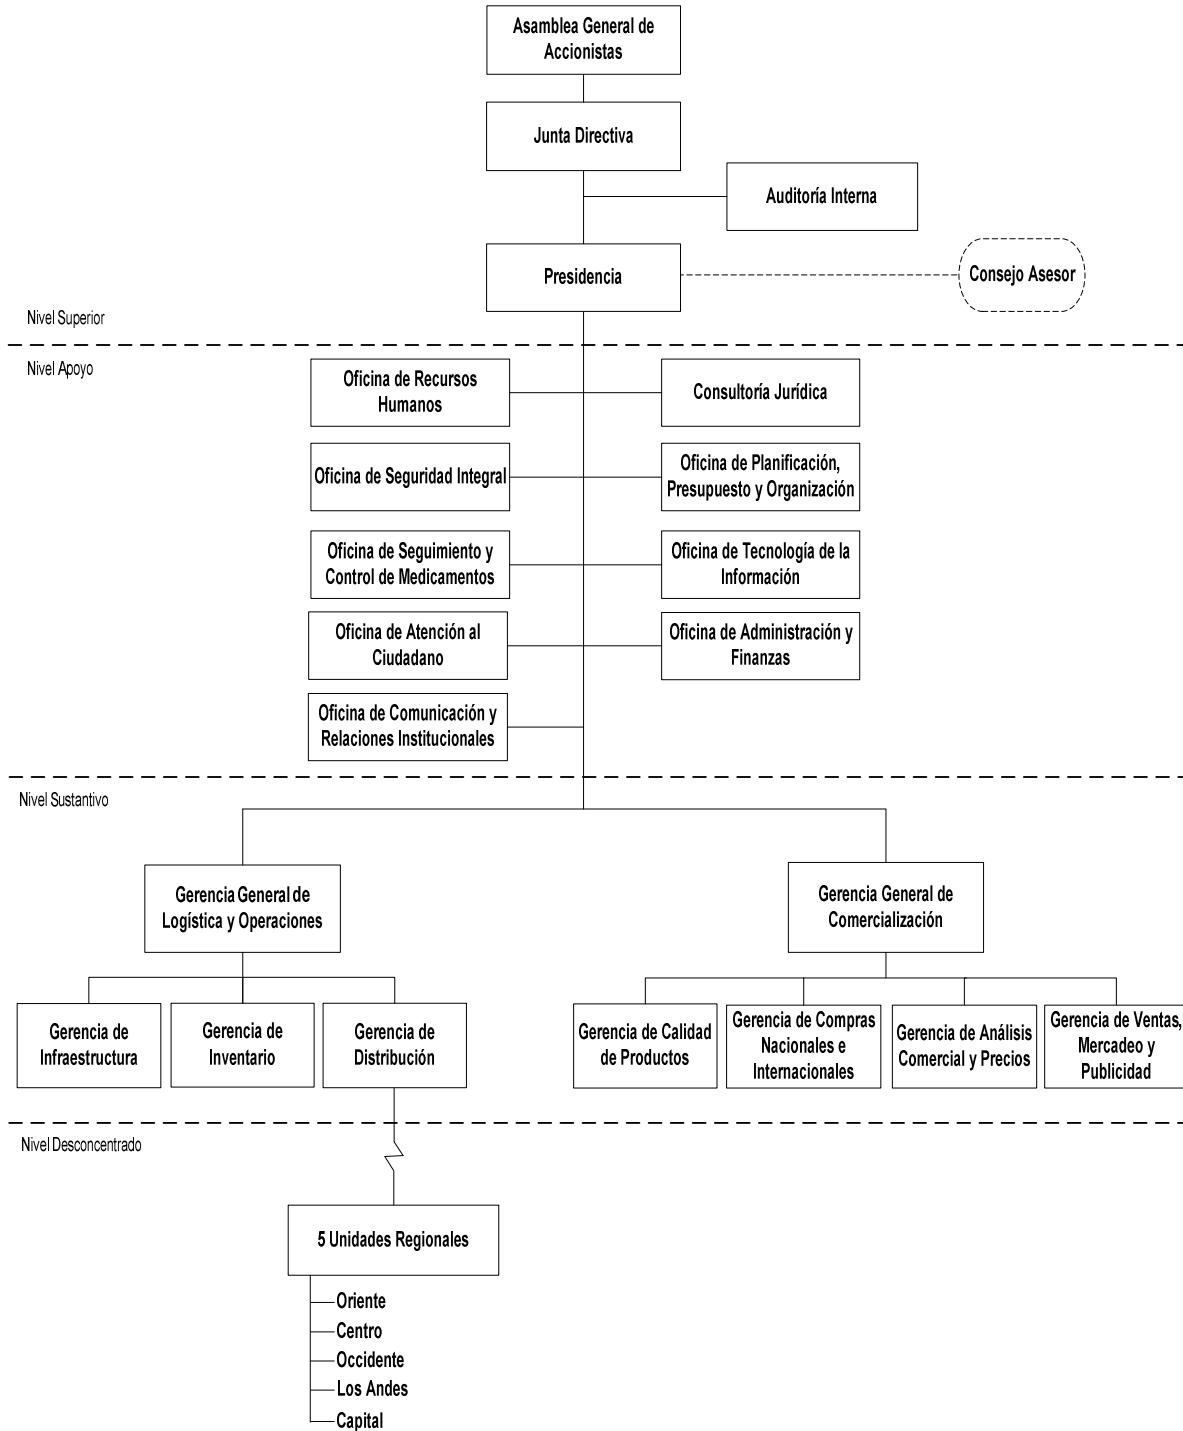 Asamblea General de
Accionistas
Junta Directiva
Auditoría Interna
Presidencia
Consejo Asesor
Nivel Superior
Nivel Apoyo
Oficina de Recursos
Humanos
Consultoría Jurídica
Oficina de Seguridad Integral
Oficina de Planificación,
Presupuesto y Organización
Oficina de Seguimiento y
Control de Medicamentos
Oficina de Tecnología de la
Información
Oficina de Atención al
Ciudadano
Oficina de Administración y
Finanzas
Oficina de Comunicación y
Relaciones Institucionales
Nivel Sustantivo
Gerencia General de
Logística y Operaciones
Gerencia General de
Comercialización
Gerencia de
Infraestructura
Gerencia de
Inventario
Gerencia de
Distribución
Gerencia de Calidad
de Productos
Gerencia de Compras
Nacionales e
Internacionales
Gerencia de Análisis
Comercial y Precios
Gerencia de Ventas,
Mercadeo y
Publicidad
Nivel Desconcentrado
5 Unidades Regionales
Oriente
Centro
Occidente
Los Andes
Capital